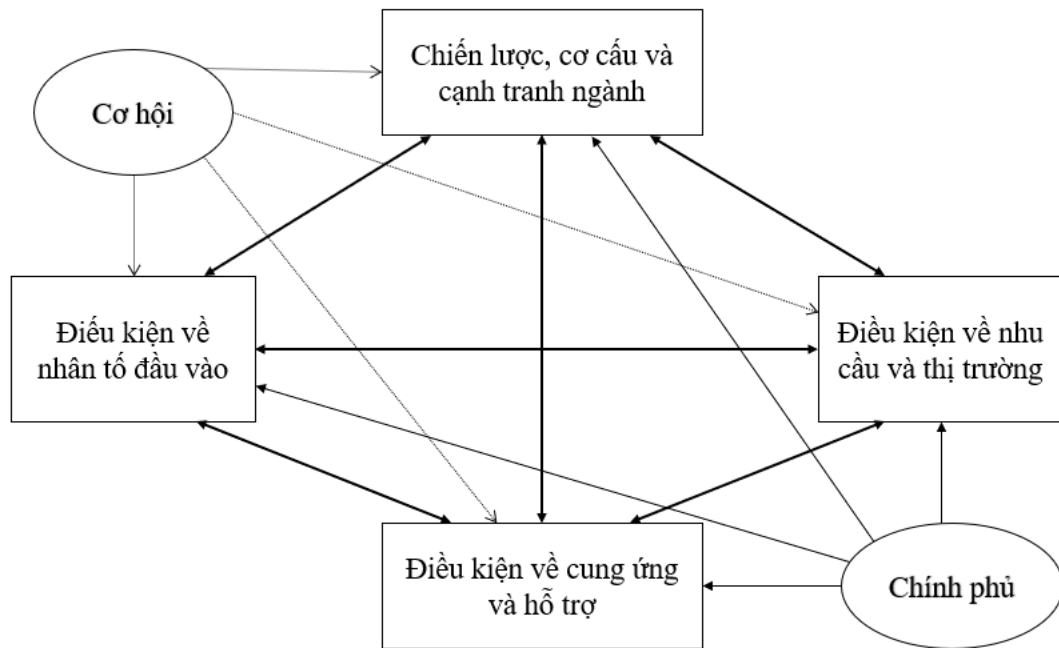 Chiến lược, cơ cấu và
cạnh tranh ngành
Cơ hội
Điếu kiện về
nhân tố đầu vào
Điều kiện về nhu
cầu và thị trường
Điều kiện về cung ứng
và hỗ trợ
Chính phủ